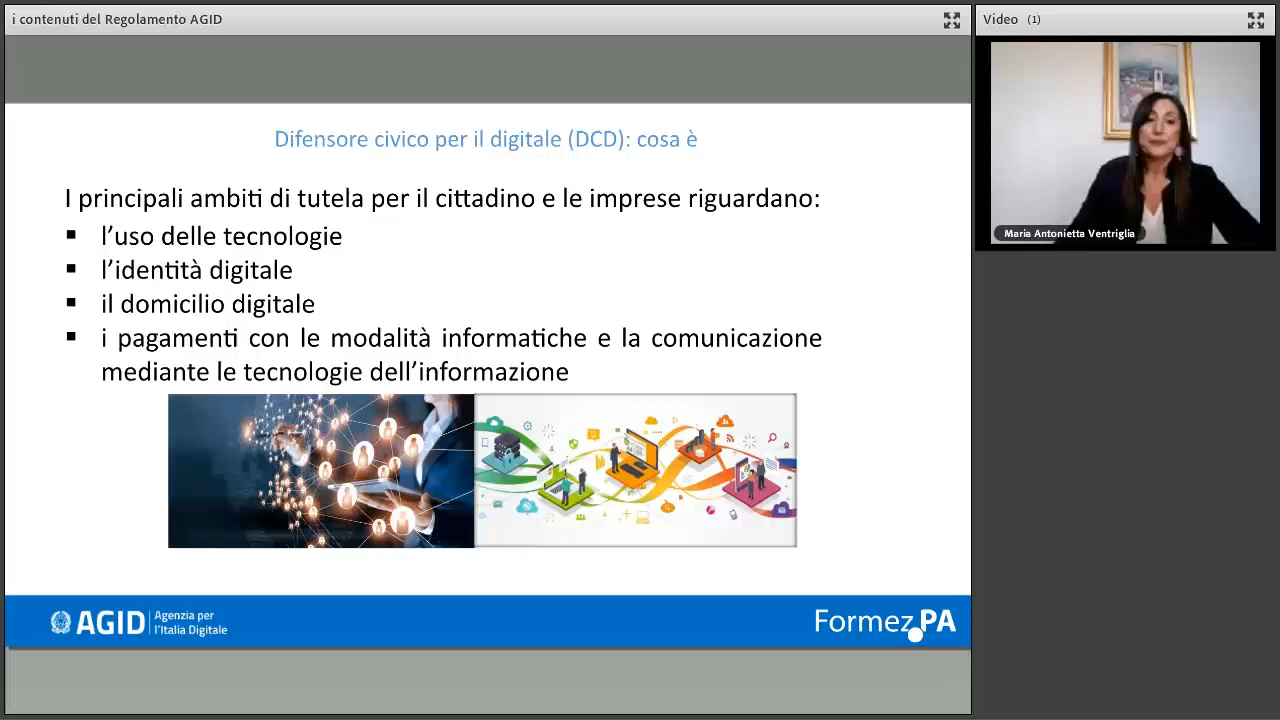 i contenuti del Regolamento AGID
Video (1)
Difensore civico per il digitale (DCD): cosa è
I principali ambiti di tutela per il cittadino e le imprese riguardano:
▪ l’uso delle tecnologie
▪ l’identità digitale
▪ il domicilio digitale
▪ i pagamenti con le modalità informatiche e la comunicazione
mediante le tecnologie dell’informazione
Maria Antonietta Ventriglia
AGID
Agenzia per
l’Italia Digitale
Formez.PA